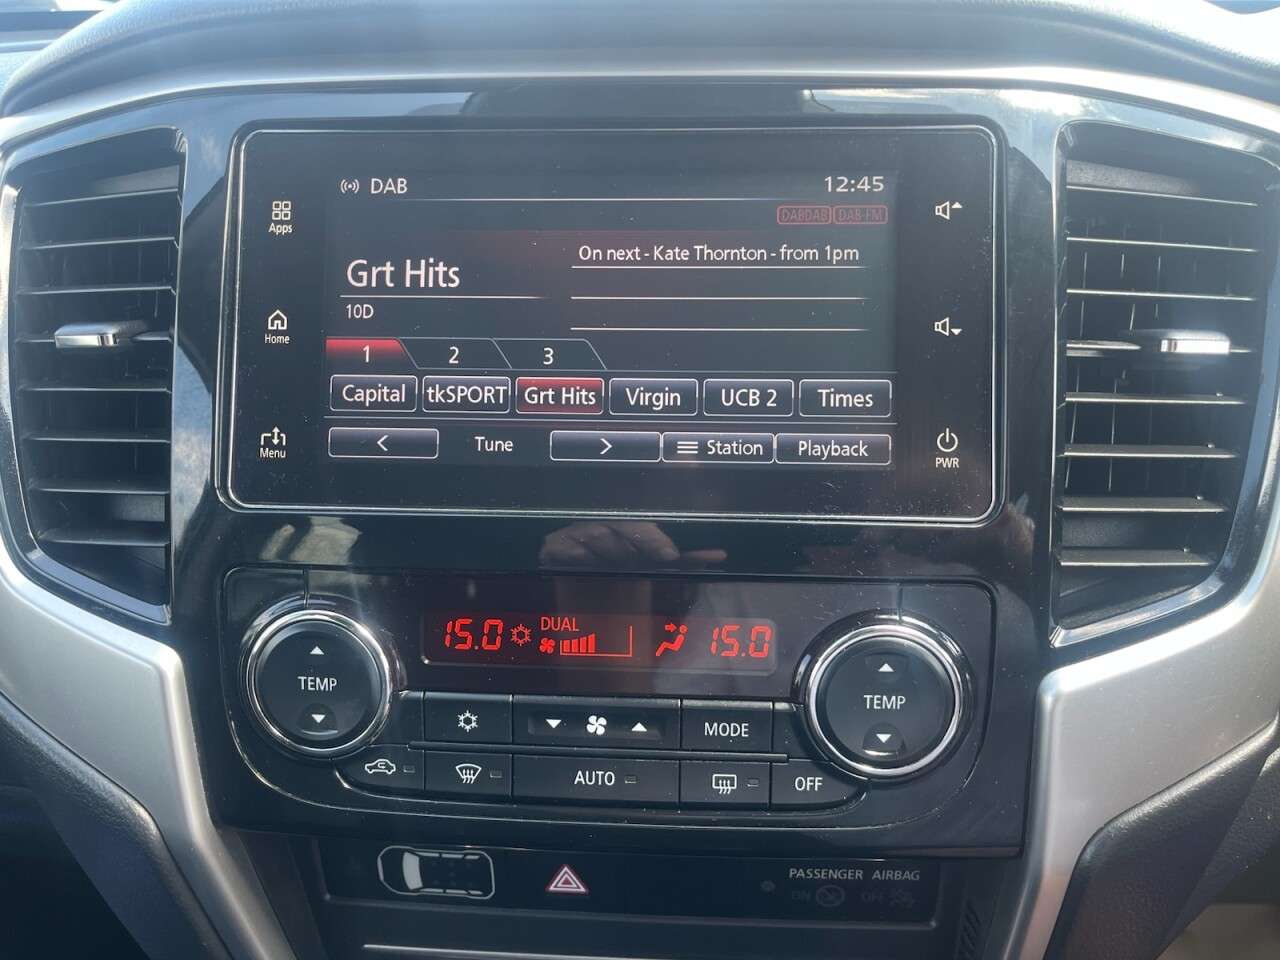 DAB
12:45
DABDAB DAB-FM
Apps
On next - Kate Thornton - from 1pm
Grt Hits
10D
Home
1 2 3
Capital tkSPORT Grt Hits Virgin UCB 2 Times
< Tune > Station Playback
Menu
PWR
15.0 DUAL 15.0
TEMP
TEMP
MODE
AUTO
OFF
PASSENGER AIRBAG
ON OFF